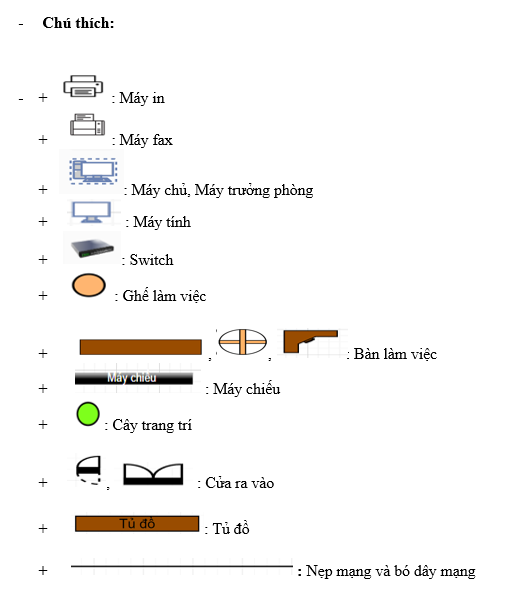 - Chú thích:
- + : Máy in
+ : Máy fax
+ : Máy chủ, Máy trưởng phòng
+ : Máy tính
+ : Switch
+ : Ghế làm việc
+ , , : Bàn làm việc
+ Máy chiếu : Máy chiếu
+ : Cây trang trí
+ , : Cửa ra vào
+ Tủ đồ : Tủ đồ
+ : Nẹp mạng và bó dây mạng